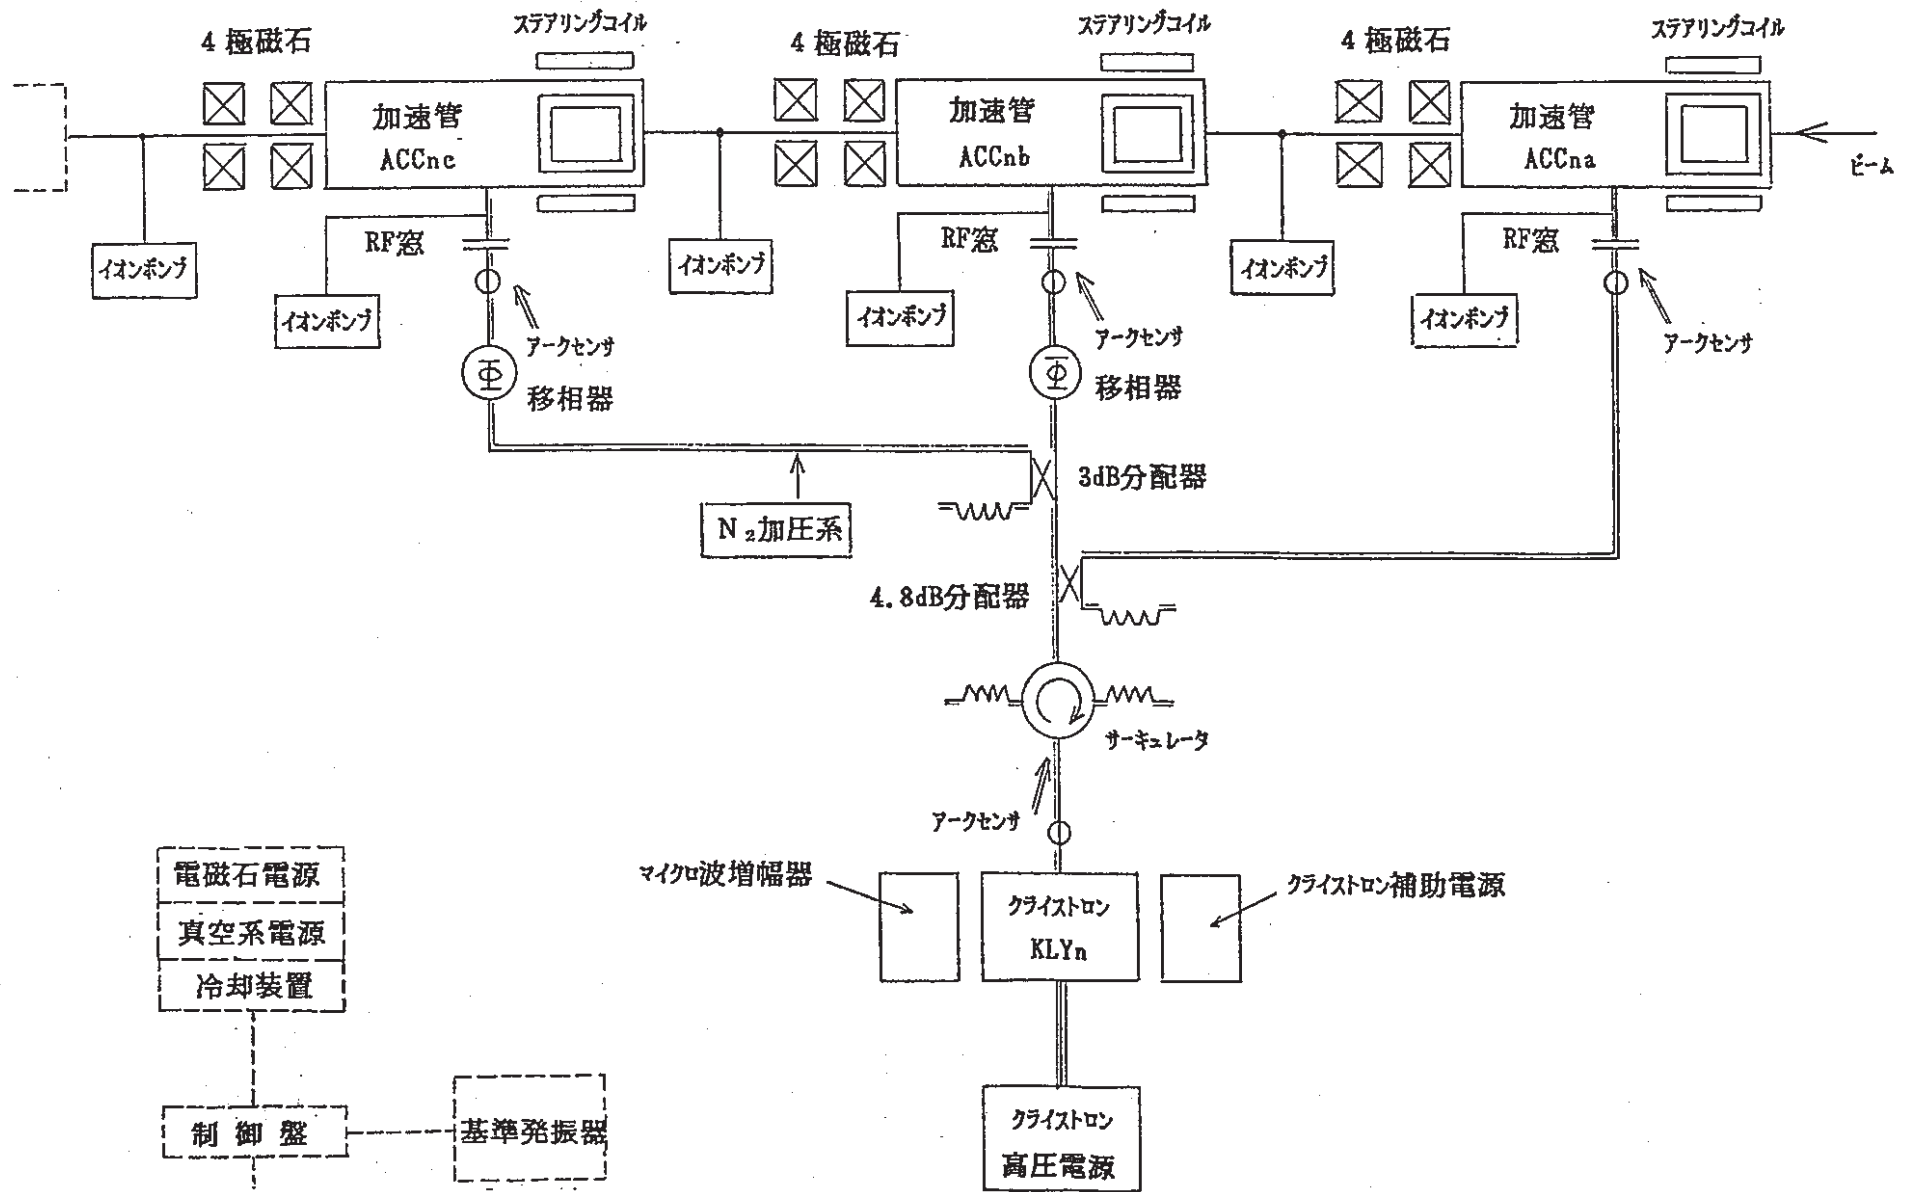 ステアリングコイル
ステアリングコイル
ステアリングコイル
4極磁石
4極磁石
4極磁石
加速管
ACCnc
加速管
ACCnb
加速管
ACCna
ビーム
RF窓
RF窓
RF窓
イオンポンプ
イオンポンプ
イオンポンプ
イオンポンプ
イオンポンプ
イオンポンプ
アークセンサ
アークセンサ
アークセンサ
Φ
移相器
Φ
移相器
3dB分配器
N₂加圧系
4.8dB分配器
サーキュレータ
アークセンサ
マイクロ波増幅器
クライストロン
KLYn
クライストロン補助電源
電磁石電源
真空系電源
冷却装置
制御盤
基準発振器
クライストロン
高圧電源